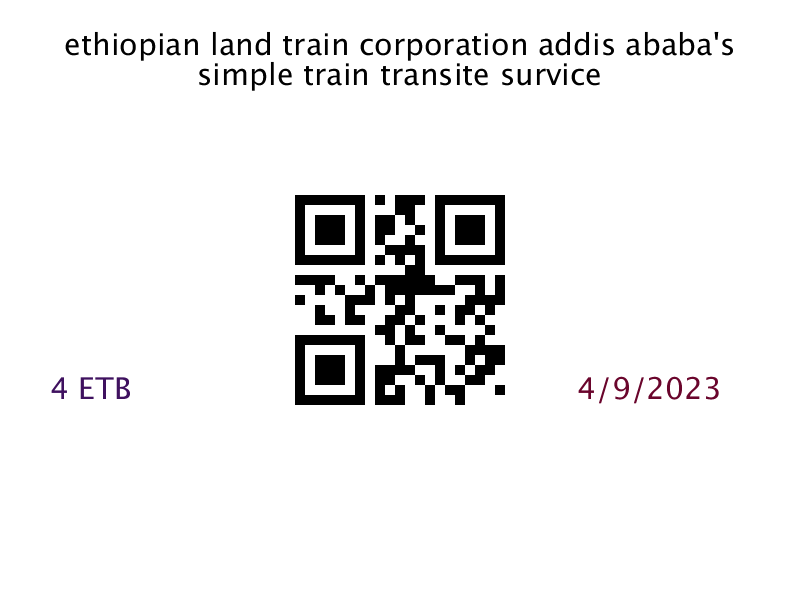 ethiopian land train corporation addis ababa's
simple train transite survice
4 ETB
4/9/2023